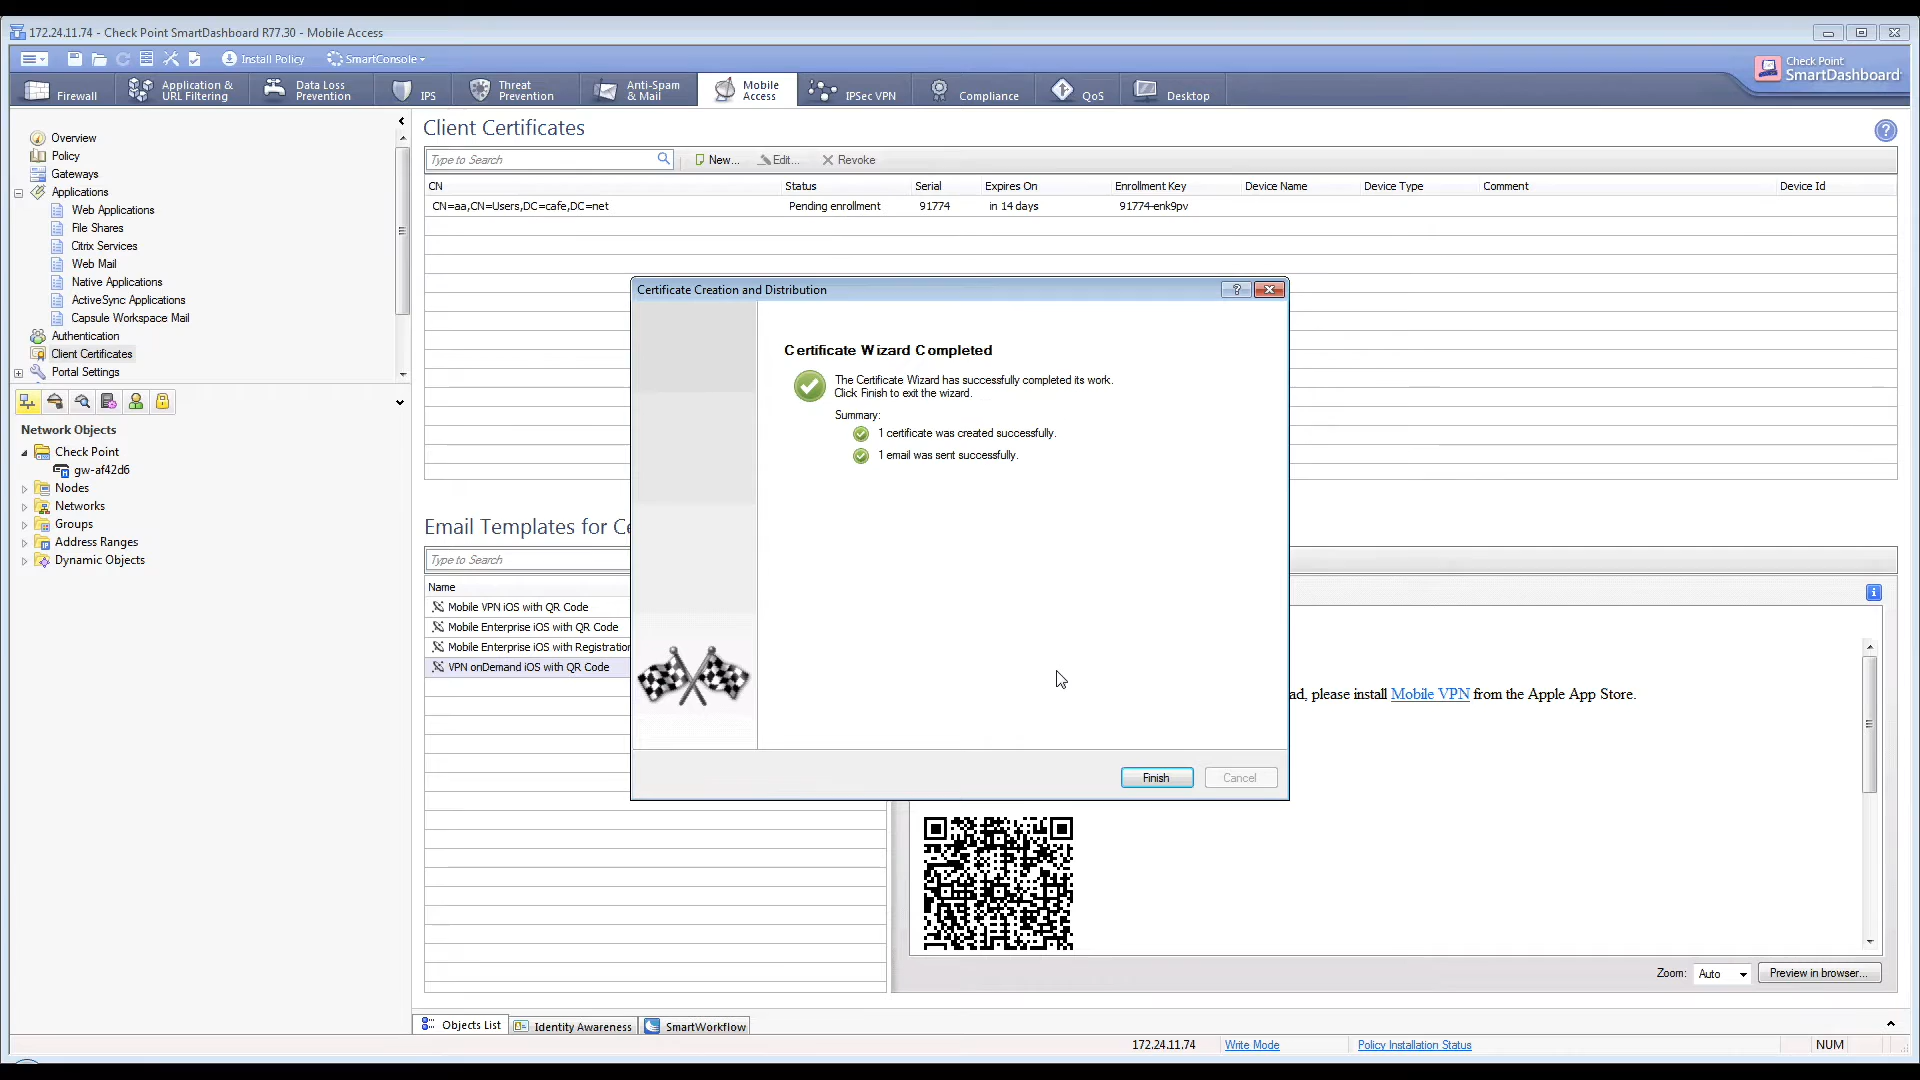 172.24.11.74 - Check Point SmartDashboard R77.30 - Mobile Access
Install Policy
SmartConsole
Check Point
SmartDashboard
Firewall
Application &
URL Filtering
Data Loss
Prevention
IPS
Threat
Prevention
Anti-Spam
& Mail
Mobile
Access
IPSec VPN
Compliance
QoS
Desktop
Overview
Policy
Gateways
Applications
Web Applications
File Shares
Citrix Services
Web Mail
Native Applications
ActiveSync Applications
Capsule Workspace Mail
Authentication
Client Certificates
Portal Settings
Network Objects
Check Point
gw-af42d6
Nodes
Networks
Groups
Address Ranges
Dynamic Objects
Client Certificates
Type to Search
New...
Edit...
Revoke
CN Status Serial Expires On Enrollment Key Device Name Device Type Comment Device Id
CN=aa,CN=Users,DC=cafe,DC=net Pending enrollment 91774 in 14 days 91774-enk9pv
Certificate Creation and Distribution
Certificate Wizard Completed
The Certificate Wizard has successfully completed its work.
Click Finish to exit the wizard.
Summary:
1 certificate was created successfully.
1 email was sent successfully.
Finish
Cancel
Email Templates for Ce
Type to Search
Name
Mobile VPN iOS with QR Code
Mobile Enterprise iOS with QR Code
Mobile Enterprise iOS with Registration
VPN onDemand iOS with QR Code
ad, please install Mobile VPN from the Apple App Store.
Zoom: Auto
Preview in browser...
Objects List
Identity Awareness
SmartWorkflow
172.24.11.74
Write Mode
Policy Installation Status
NUM